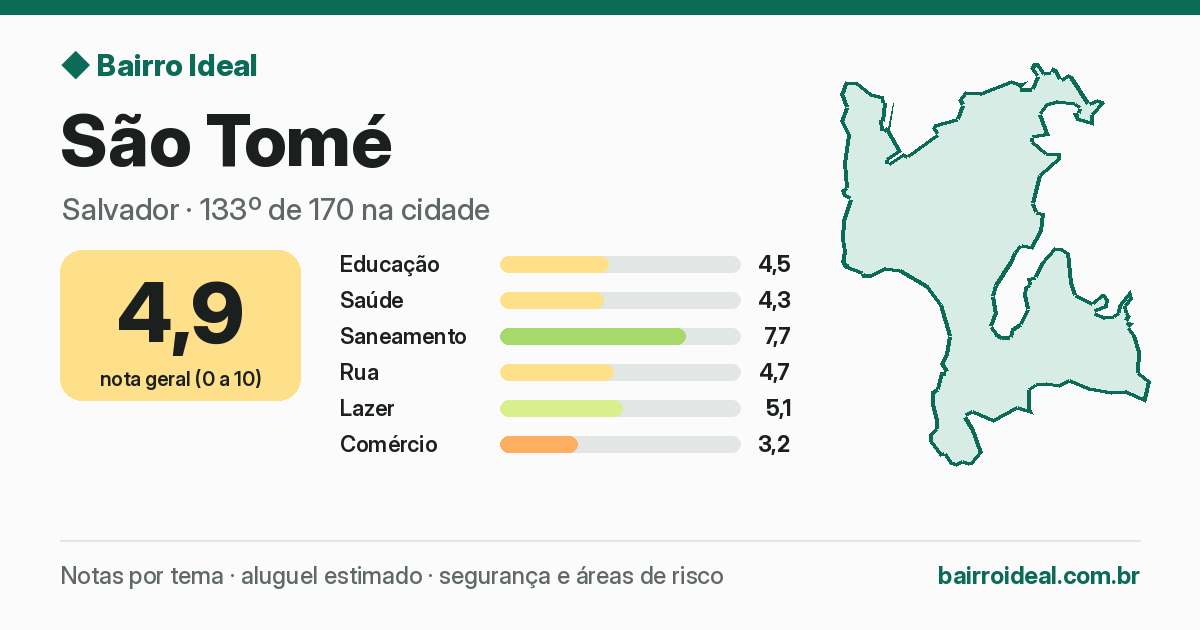 Bairro Ideal
São Tomé
Salvador · 133º de 170 na cidade
4,9
nota geral (0 a 10)
Educação 4,5
Saúde 4,3
Saneamento 7,7
Rua 4,7
Lazer 5,1
Comércio 3,2
Notas por tema · aluguel estimado · segurança e áreas de risco
bairroideal.com.br